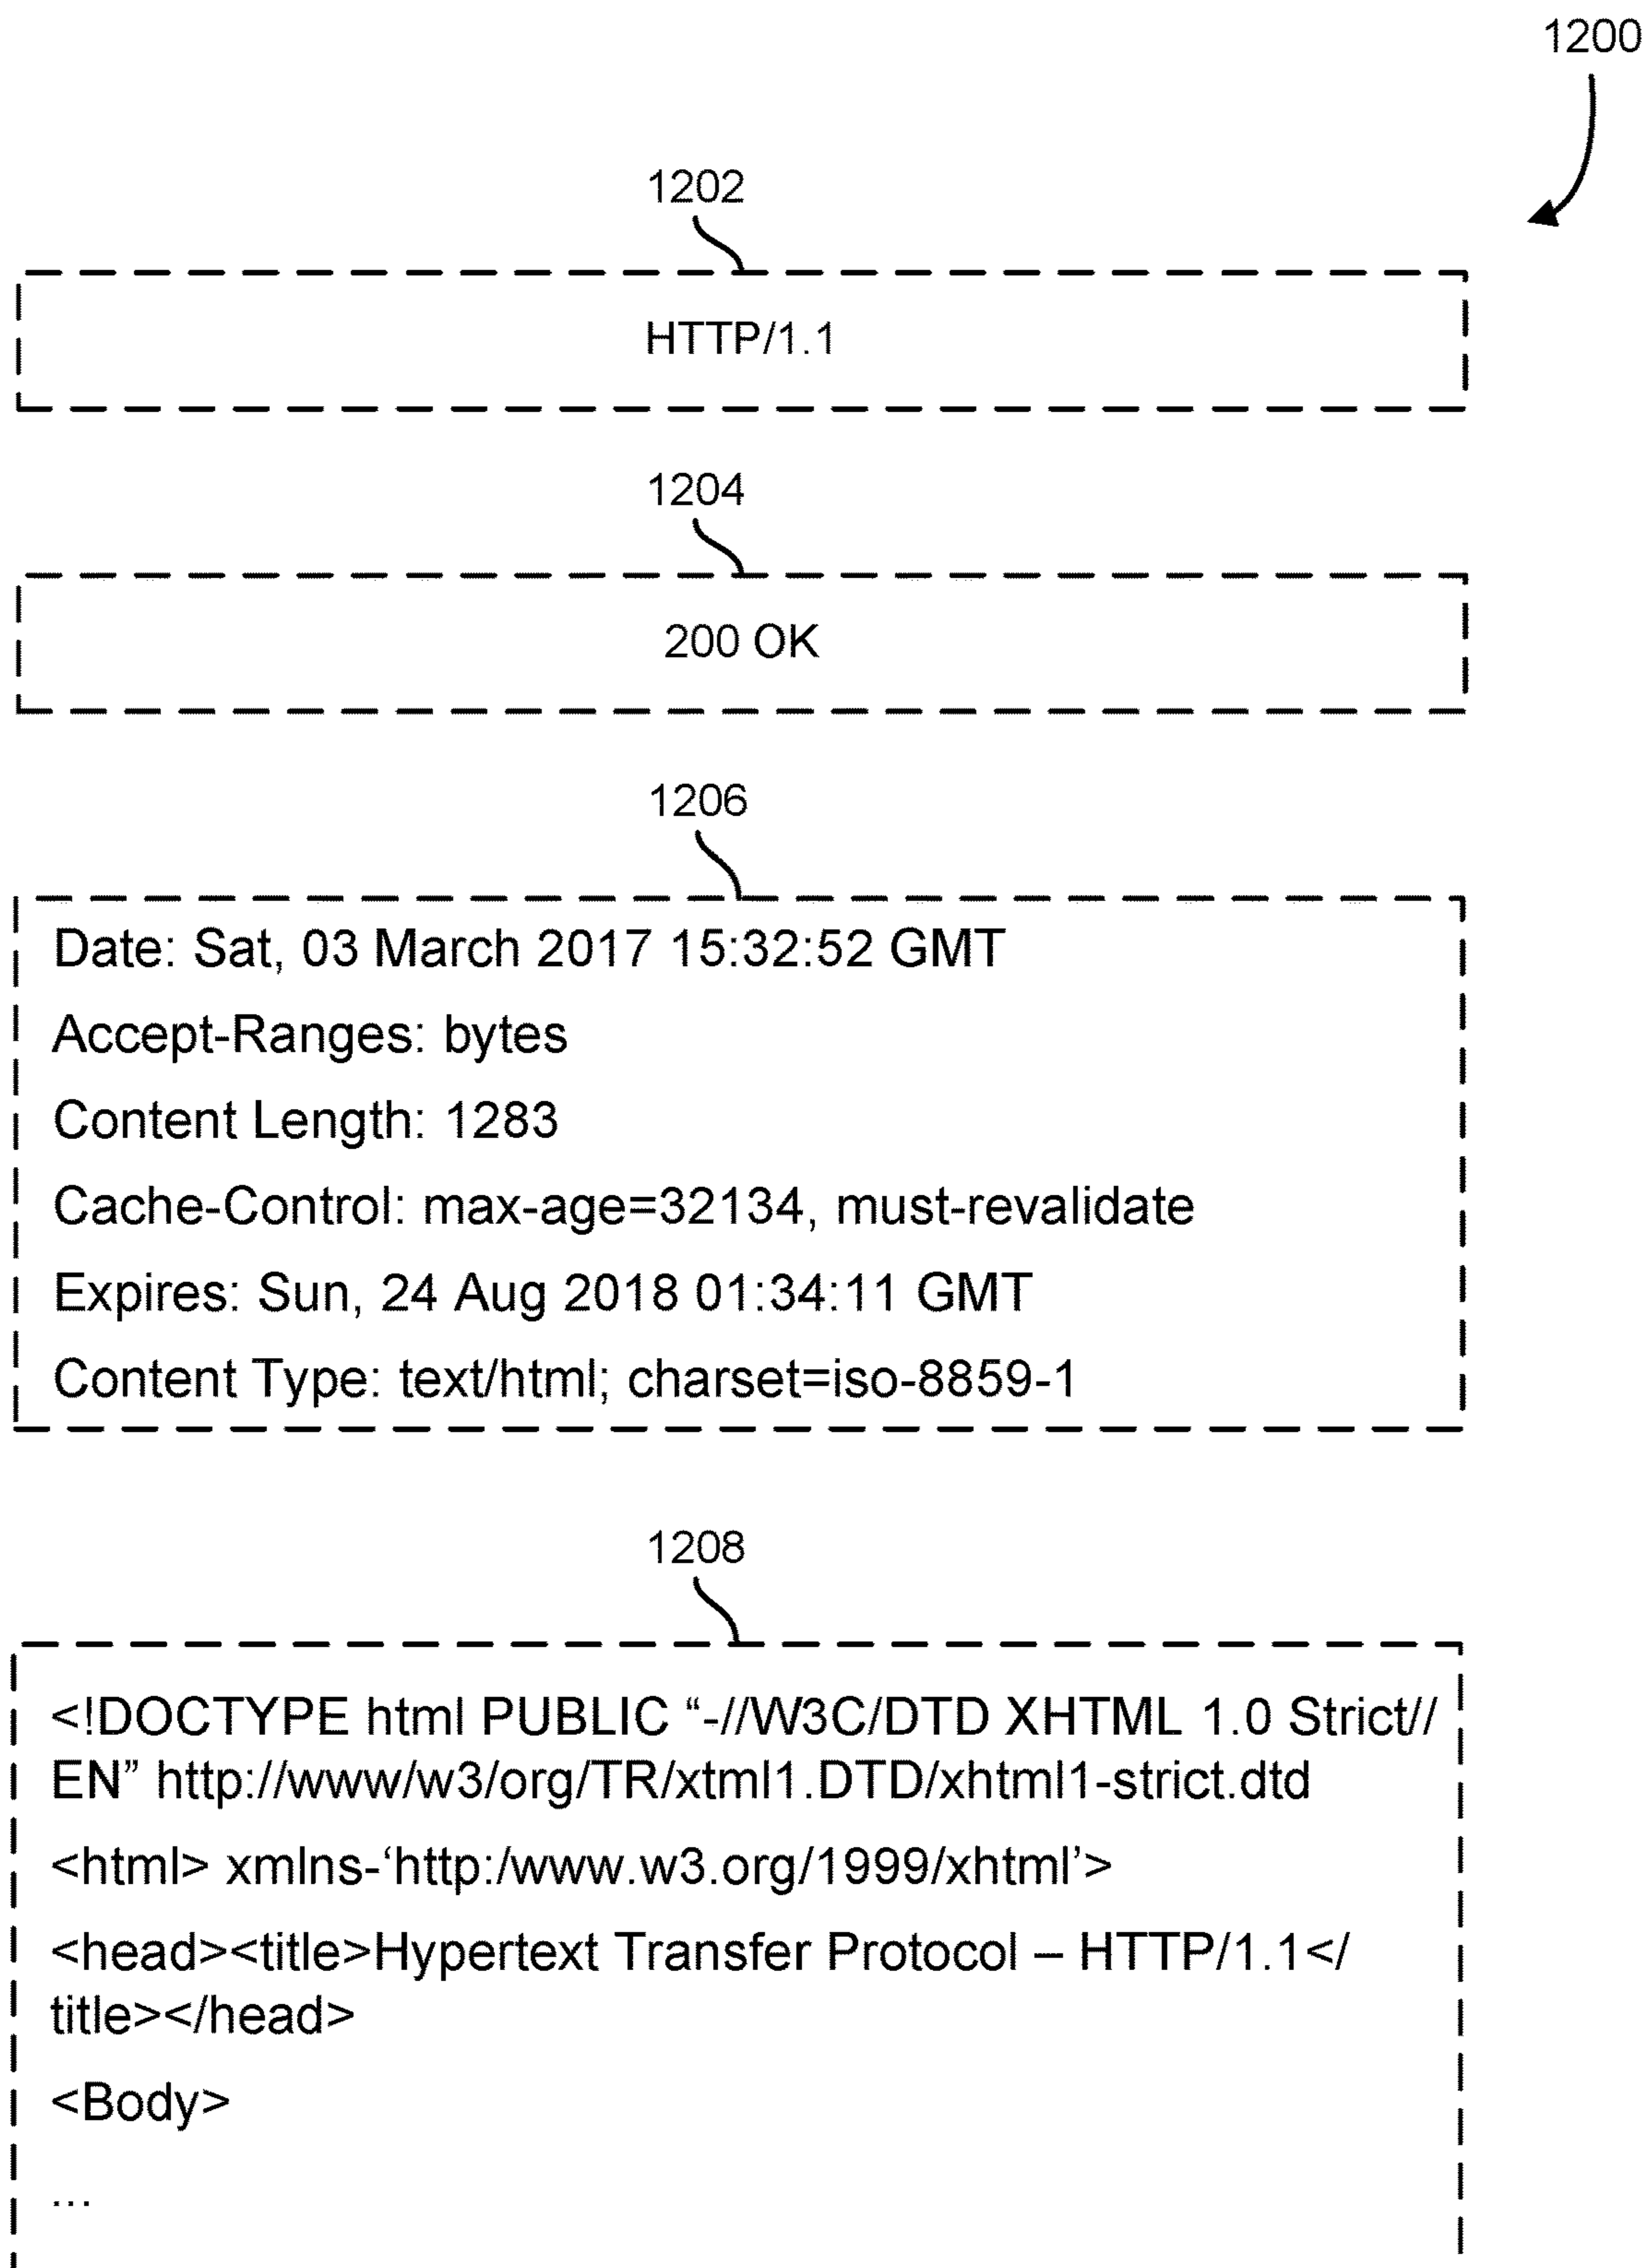 1200
1202
HTTP/1.1
1204
200 OK
1206
Date: Sat, 03 March 2017 15:32:52 GMT
Accept-Ranges: bytes
Content Length: 1283
Cache-Control: max-age=32134, must-revalidate
Expires: Sun, 24 Aug 2018 01:34:11 GMT
Content Type: text/html; charset=iso-8859-1
1208
<!DOCTYPE html PUBLIC “-//W3C/DTD XHTML 1.0 Strict//
EN” http://www/w3/org/TR/xtml1.DTD/xhtml1-strict.dtd
<html> xmlns-‘http:/www.w3.org/1999/xhtml’>
<head><title>Hypertext Transfer Protocol – HTTP/1.1</
title></head>
<Body>
...